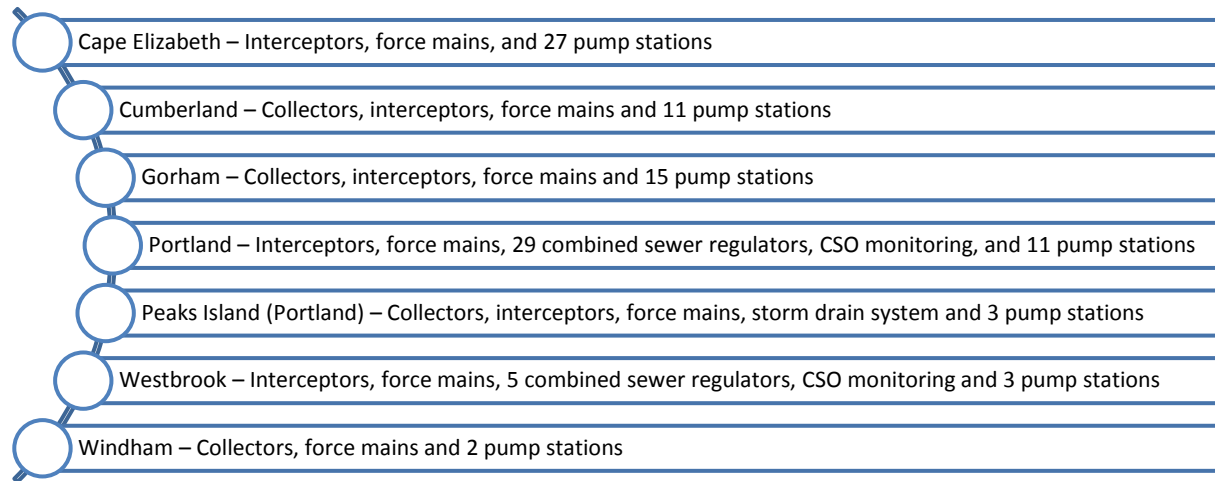 Cape Elizabeth – Interceptors, force mains, and 27 pump stations
Cumberland – Collectors, interceptors, force mains and 11 pump stations
Gorham – Collectors, interceptors, force mains and 15 pump stations
Portland – Interceptors, force mains, 29 combined sewer regulators, CSO monitoring, and 11 pump stations
Peaks Island (Portland) – Collectors, interceptors, force mains, storm drain system and 3 pump stations
Westbrook – Interceptors, force mains, 5 combined sewer regulators, CSO monitoring and 3 pump stations
Windham – Collectors, force mains and 2 pump stations